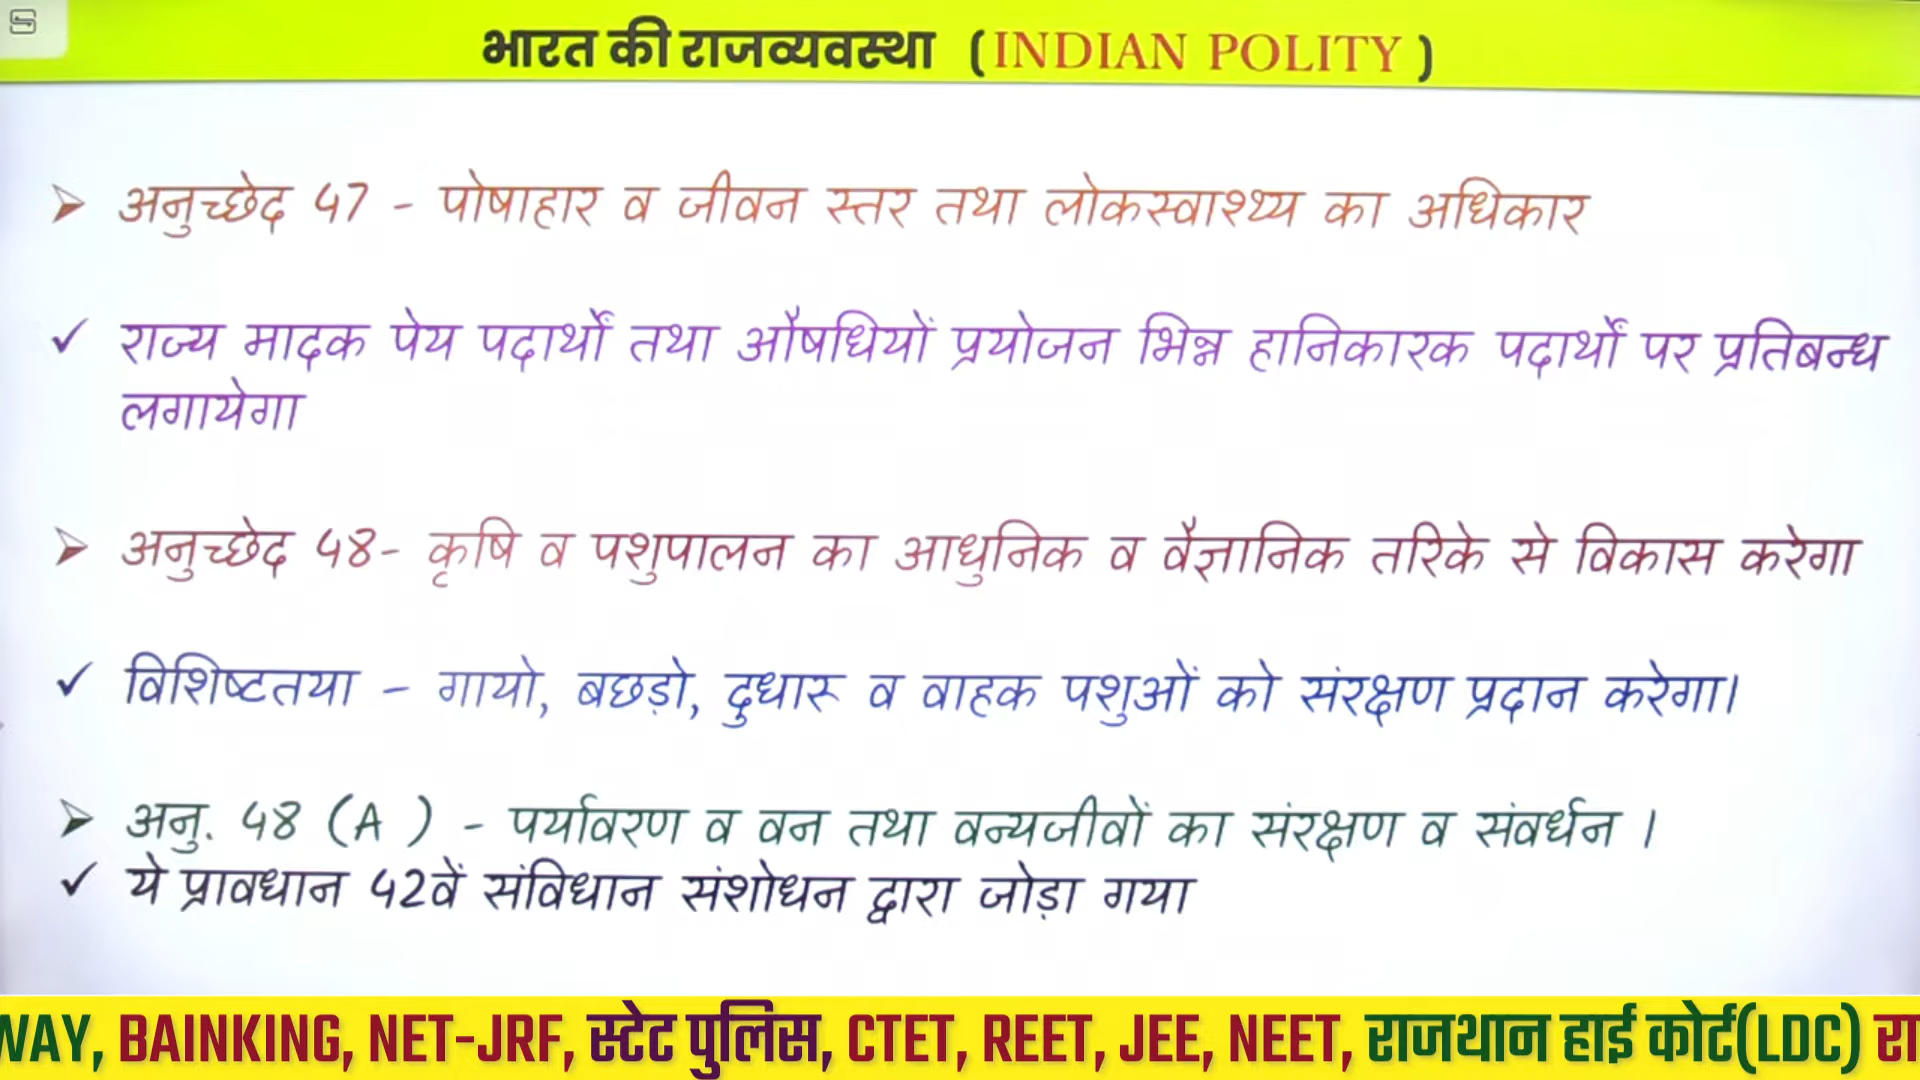 भारत की राजव्यवस्था (INDIAN POLITY)
अनुच्छेद 47 - पोषाहार व जीवन स्तर तथा लोकस्वाश्थ्य का अधिकार
राज्य मादक पेय पदार्थों तथा औषधियों प्रयोजन भिन्न हानिकारक पदार्थों पर प्रतिबन्ध
लगायेगा
अनुच्छेद 48- कृषि व पशुपालन का आधुनिक व वैज्ञानिक तरिके से विकास करेगा
विशिष्टतया - गायो, बछड़ो, दुधारू व वाहक पशुओं को संरक्षण प्रदान करेगा।
अनु. 48 (A ) - पर्यावरण व वन तथा वन्यजीवों का संरक्षण व संवर्धन ।
ये प्रावधान 42वें संविधान संशोधन द्वारा जोड़ा गया
WAY, BAINKING, NET-JRF, स्टेट पुलिस, CTET, REET, JEE, NEET, राजथान हाई कोर्ट(LDC) रा